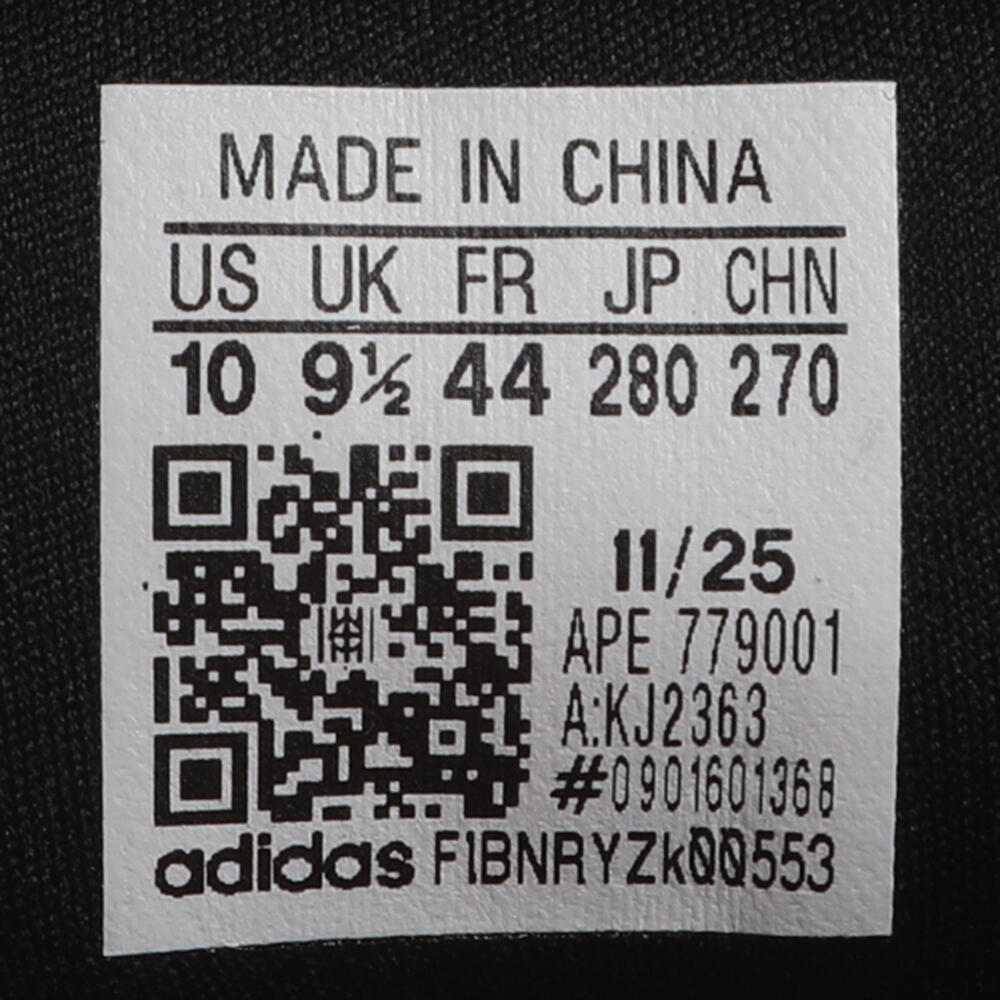 MADE IN CHINA
US UK FR JP CHN
10 9½ 44 280 270
11/25
APE 779001
A:KJ2363
#0901601368
adidas F1BNRYZk00553